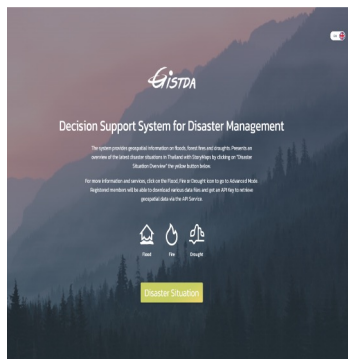 GISTDA
Decision Support System for Disaster Management
The system provides geospatial information on floods, forest fires and droughts. Presents an
overview of the latest disaster situations in Thailand with StoryMaps by clicking on "Disaster
Situation Overview" the yellow button below.
For more information and services, click on the Flood, Fire or Drought icon to go to Advanced Mode.
Registered members will be able to download various data files and get an API Key to retrieve
geospatial data via the API Service.
Flood Fire Drought
Disaster Situation